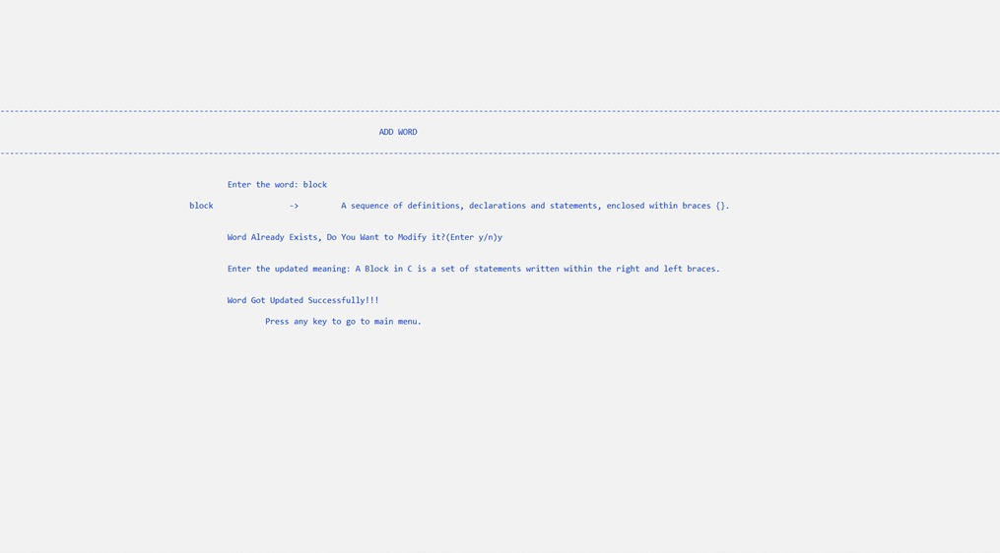 ADD WORD
Enter the word: block
block -> A sequence of definitions, declarations and statements, enclosed within braces {}.
Word Already Exists, Do You Want to Modify it?(Enter y/n)y
Enter the updated meaning: A Block in C is a set of statements written within the right and left braces.
Word Got Updated Successfully!!!
Press any key to go to main menu.